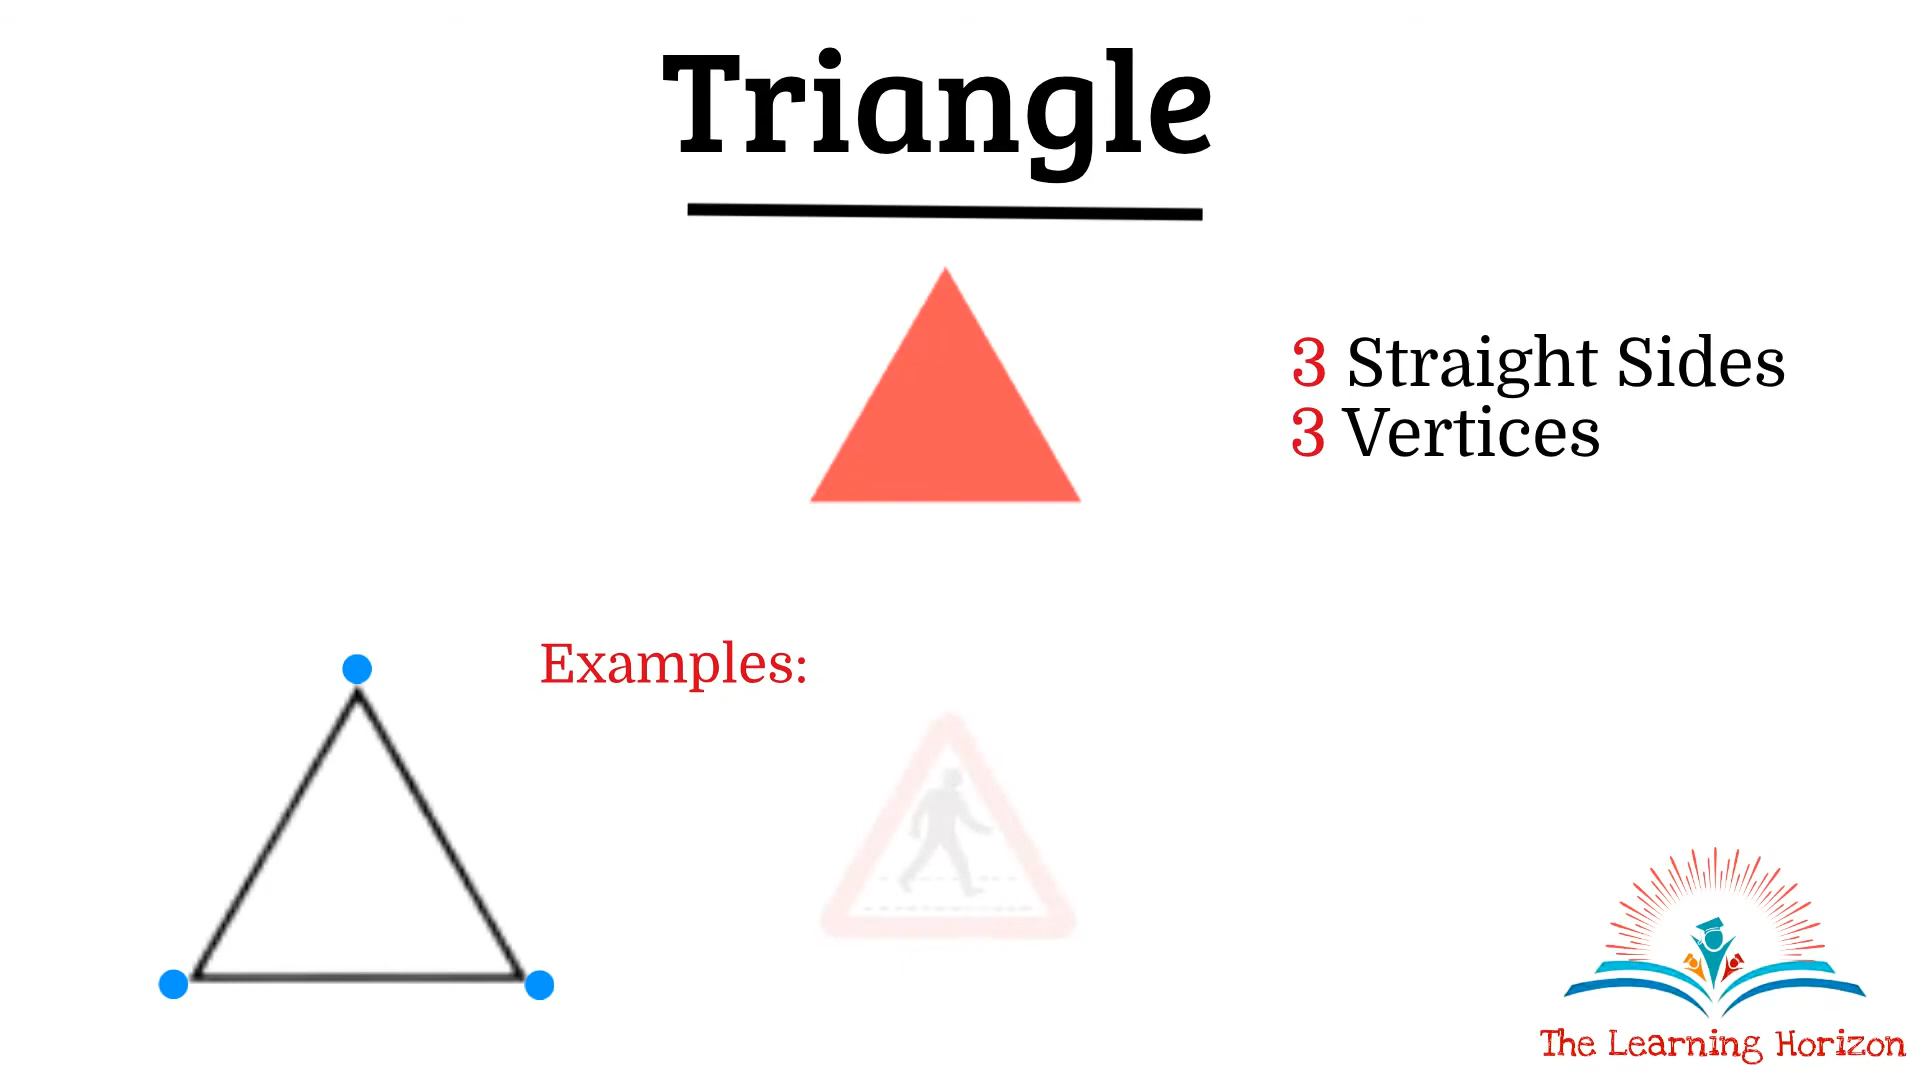 Triangle
3 Straight Sides
3 Vertices
Examples:
The Learning Horizon